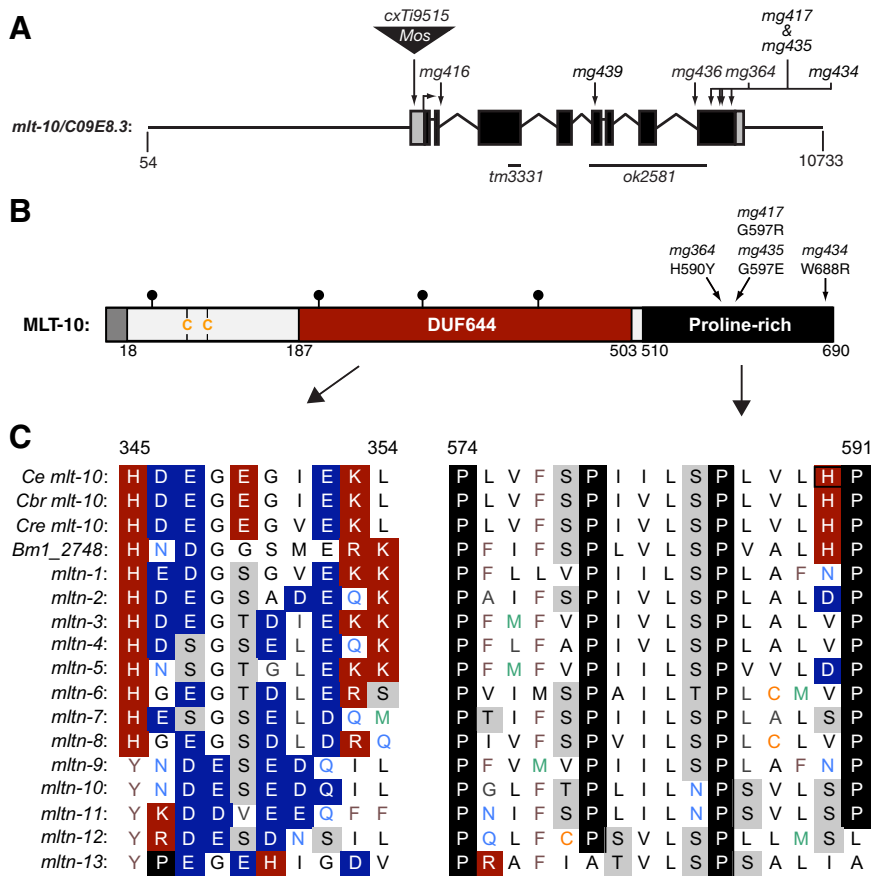 A
cxTi9515
Mos
mg416
mg439
mg436
mg364
mg417
&
mg435
mg434
mlt-10/C09E8.3:
54
10733
tm3331
ok2581
B
mg417
G597R
mg364
H590Y
mg435
G597E
mg434
W688R
MLT-10:
C C
DUF644
Proline-rich
18
187
503
510
690
C
345 354 574 591
Ce mlt-10: H D E G E G I E K L P L V F S P I I L S P L V L H P
Cbr mlt-10: H D E G E G I E K L P L V F S P I V L S P L V L H P
Cre mlt-10: H D E G E G V E K L P L V F S P I V L S P L V L H P
Bm1_2748: H N D G G S M E R K P F I F S P L V L S P V A L H P
mltn-1: H E D G S G V E K K P F L L V P I I L S P L A F N P
mltn-2: H D E G S A D E Q K P A I F S P I V L S P L A L D P
mltn-3: H D E G T D I E K K P F M F V P I V L S P L A L V P
mltn-4: H D S G S E L E Q K P F L F A P I V L S P L A L V P
mltn-5: H N S G T G L E K K P F M F V P I I L S P V V L D P
mltn-6: H G E G T D L E R S P V I M S P A I L T P L C M V P
mltn-7: H E S G S E L D Q M P T I F S P I I L S P L A L S P
mltn-8: H G E G S D L D R Q P I V F S P V I L S P L C L V P
mltn-9: Y N D E S E D Q I L P F V M V P I I L S P L A F N P
mltn-10: Y N D E S E D Q I L P G L F T P L I L N P S V L S P
mltn-11: Y K D D V E E Q F F P N I F S P L I L N P S V L S P
mltn-12: Y R D E S D N S I L P Q L F C P S V L S P L L M S L
mltn-13: Y P E G E H I G D V P R A F I A T V L S P S A L I A